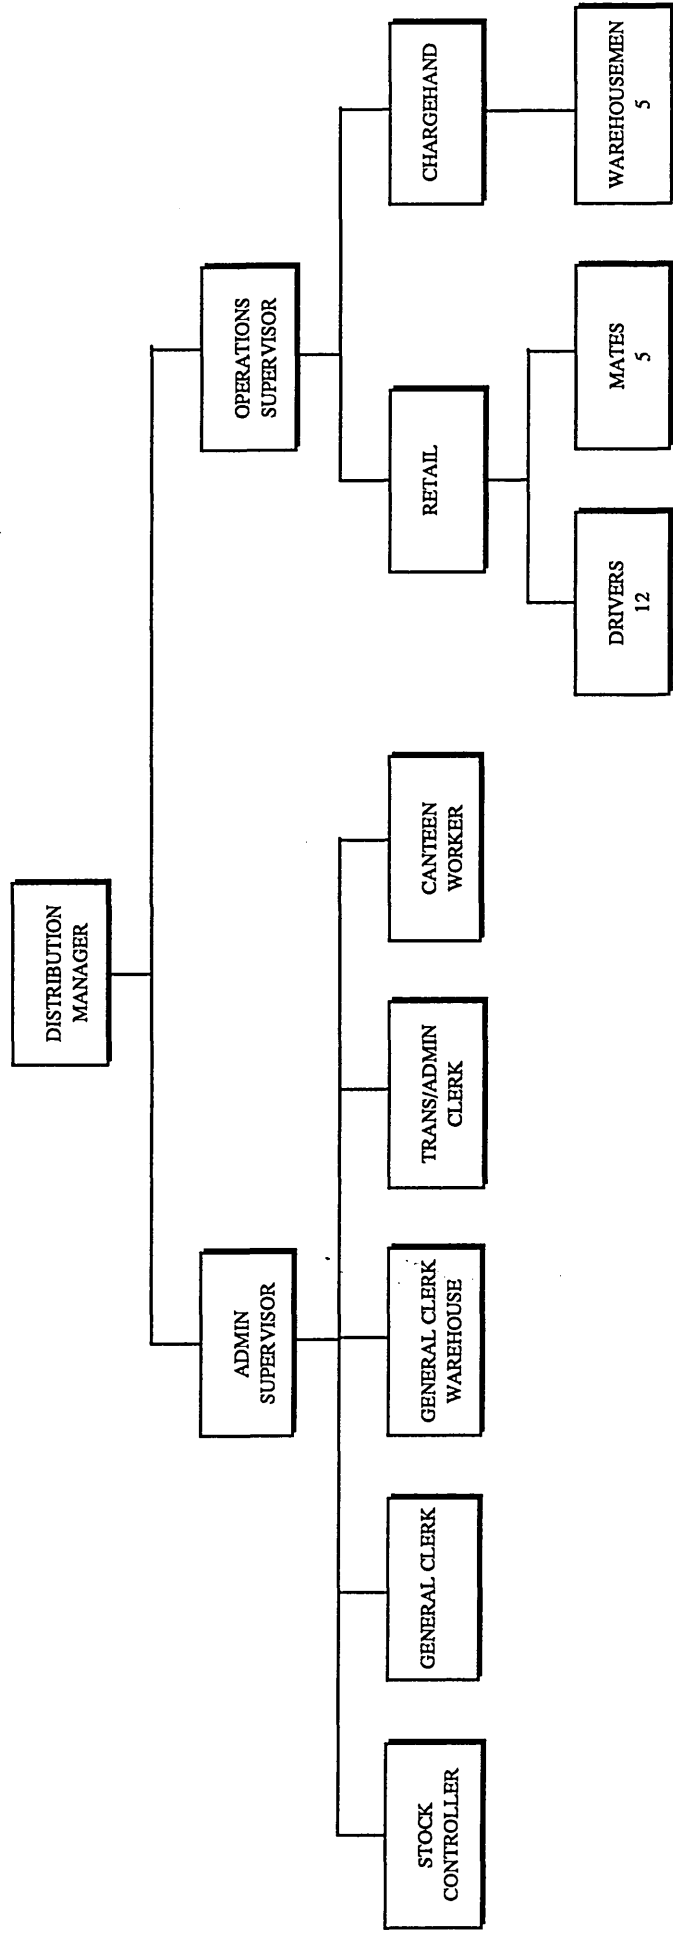 DISTRIBUTION
MANAGER
ADMIN
SUPERVISOR
OPERATIONS
SUPERVISOR
STOCK
CONTROLLER
GENERAL CLERK
GENERAL CLERK
WAREHOUSE
TRANS/ADMIN
CLERK
CANTEEN
WORKER
RETAIL
CHARGEHAND
DRIVERS
12
MATES
5
WAREHOUSEMEN
5